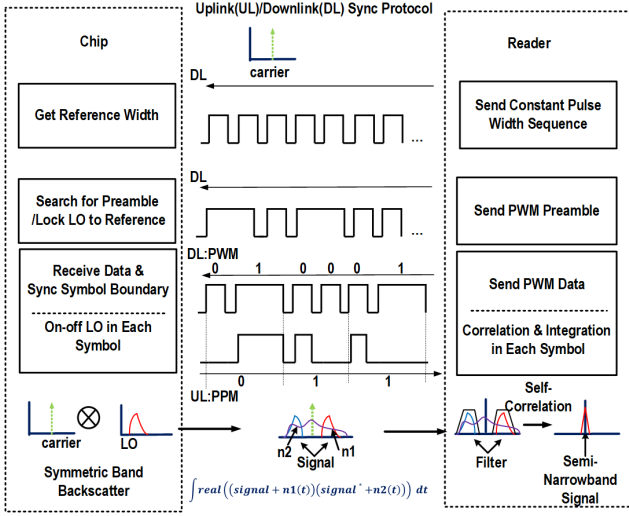 Uplink(UL)/Downlink(DL) Sync Protocol
Chip
Reader
carrier
DL
Get Reference Width
Send Constant Pulse
Width Sequence
...
DL
Search for Preamble
/Lock LO to Reference
Send PWM Preamble
...
DL:PWM
0 1 0 0 0 1
Receive Data &
Sync Symbol Boundary
Send PWM Data
On-off LO in Each
Symbol
Correlation & Integration
in Each Symbol
0 1 1
UL:PPM
Self-
Correlation
carrier
LO
n2
n1
Signal
Filter
Semi-
Narrowband
Signal
Symmetric Band
Backscatter
∫real((signal + n1(t))(signal* +n2(t))) dt